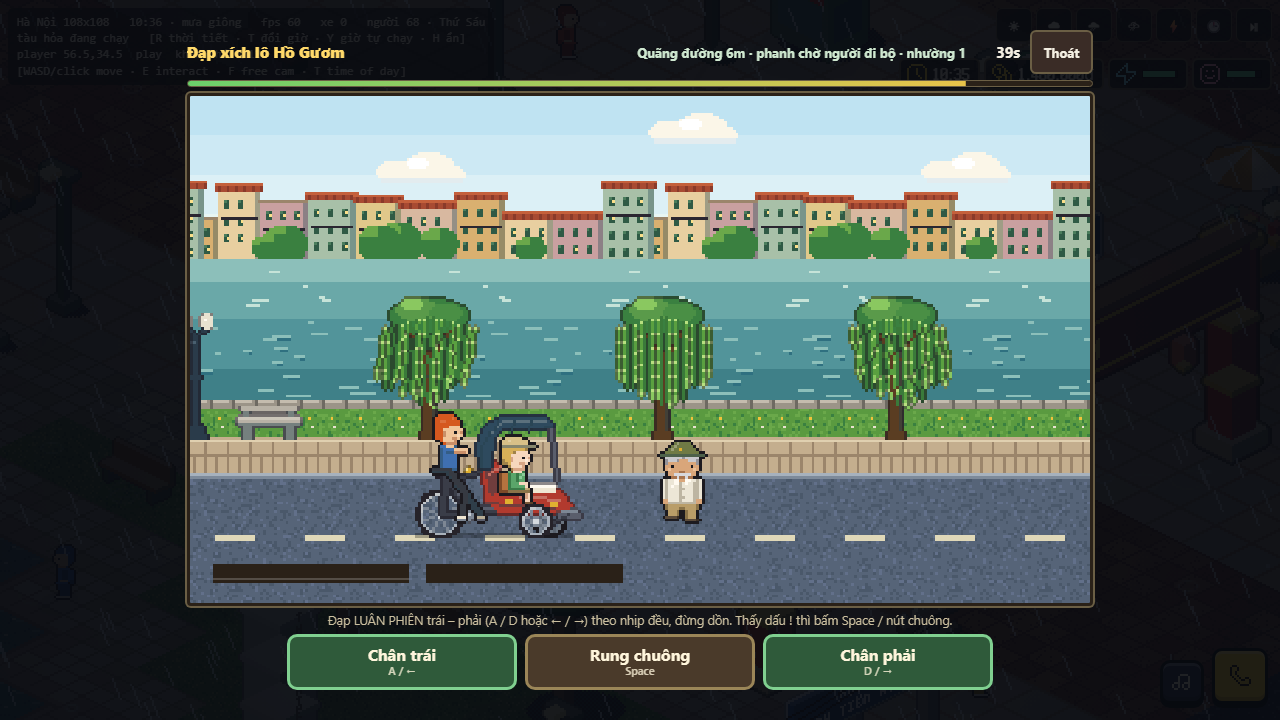 Hà Nội 108x108 10:36 · mưa giông fps 60 xe 0 người 68 · Thứ Sáu
tàu hỏa đang chạy [R thời tiết · T đổi giờ · Y giờ tự chạy · H ẩn]
player 56.5,34.5 play
[WASD/click move · E interact · F free cam · T time of day]
Đạp xích lô Hồ Gươm
Quãng đường 6m · phanh chờ người đi bộ · nhường 1
39s
Thoát
10:35
Đạp LUÂN PHIÊN trái – phải (A / D hoặc ← / →) theo nhịp đều, đừng dồn. Thấy dấu ! thì bấm Space / nút chuông.
Chân trái
A / ←
Rung chuông
Space
Chân phải
D / →